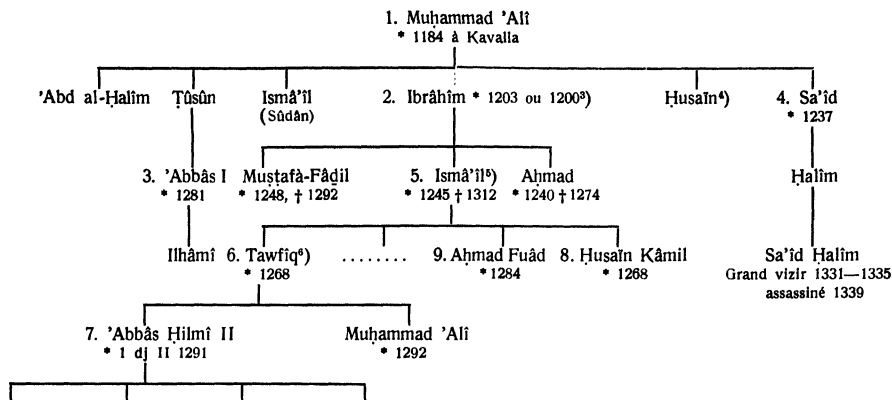 1. Muḥammad 'Alî
* 1184 à Kavalla
'Abd al-Ḥalîm Ṭûsûn Ismâ'îl 2. Ibrâhîm * 1203 ou 1200³) Ḥusaïn⁴) 4. Sa'îd
(Sûdân) * 1237
3. 'Abbâs I Muṣṭafà-Fâḍil 5. Ismâ'îl⁵) Aḥmad Ḥalîm
* 1281 * 1248, † 1292 * 1245 † 1312 * 1240 † 1274
Ilhâmî 6. Tawfîq⁶) ........ 9. Aḥmad Fuâd 8. Ḥusaïn Kâmil Sa'îd Ḥalîm
* 1268 * 1284 * 1268 Grand vizir 1331—1335
assassiné 1339
7. 'Abbâs Ḥilmî II Muḥammad 'Alî
* 1 dj II 1291 * 1292